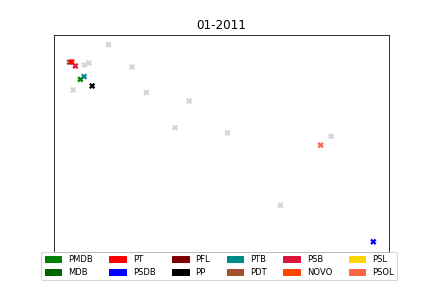 01-2011
PMDB PT PFL PTB PSB PSL
MDB PSDB PP PDT NOVO PSOL